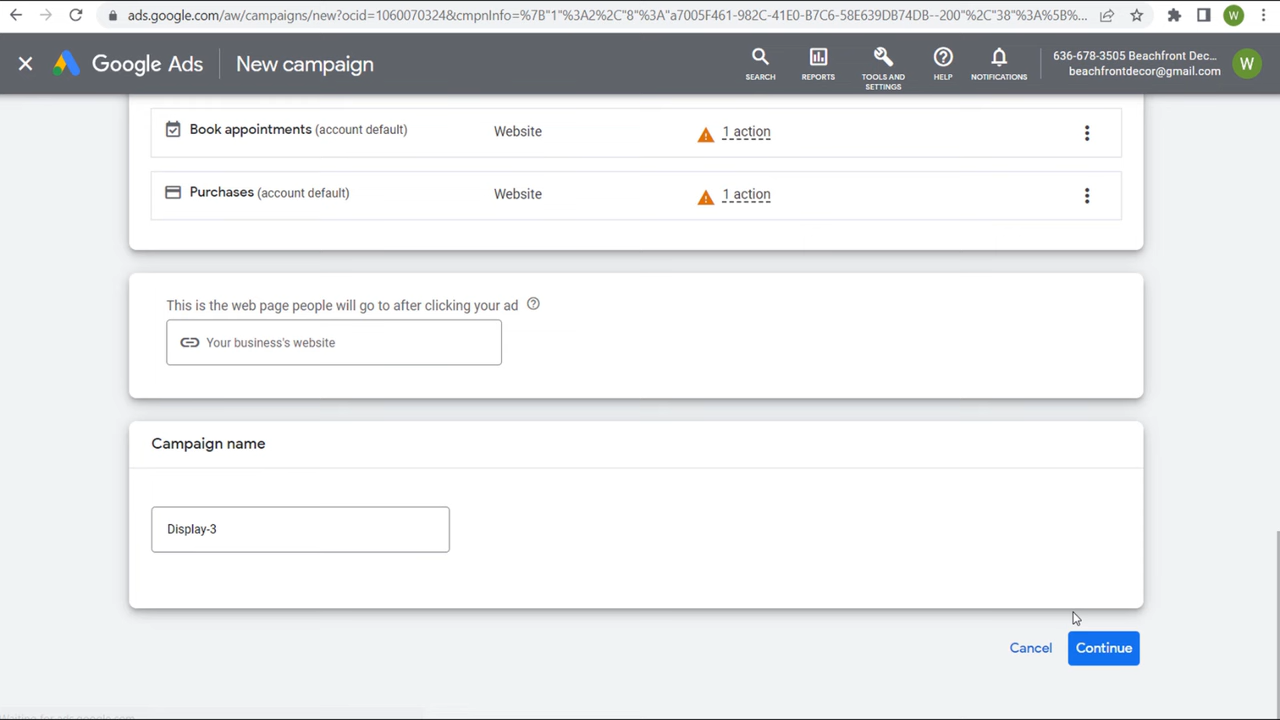 ads.google.com/aw/campaigns/new?ocid=1060070324&cmpnInfo=%7B"1"%3A2%2C"8"%3A"a7005F461-982C-41E0-B7C6-58E639DB74DB--200"%2C"38"%3A%5B%...
W
Google Ads
New campaign
SEARCH
REPORTS
TOOLS AND
SETTINGS
HELP
NOTIFICATIONS
636-678-3505 Beachfront Dec...
beachfrontdecor@gmail.com
W
Book appointments (account default) Website 1 action
Purchases (account default) Website 1 action
This is the web page people will go to after clicking your ad
Your business's website
Campaign name
Display-3
Cancel Continue